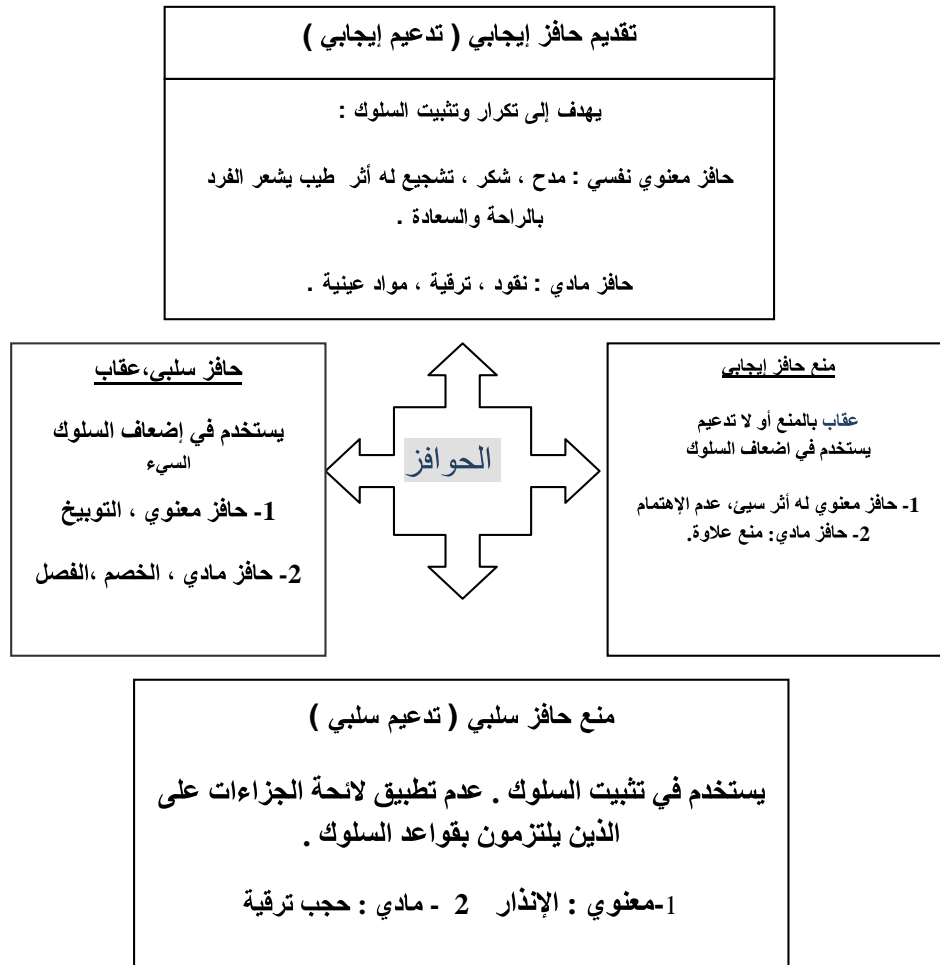 تقديم حافز إيجابي ( تدعيم إيجابي )
يهدف إلى تكرار وتثبيت السلوك :
حافز معنوي نفسي : مدح ، شكر ، تشجيع له أثر طيب يشعر الفرد
بالراحة والسعادة .
حافز مادي : نقود ، ترقية ، مواد عينية .
منع حافز إيجابي
عقاب بالمنع أو لا تدعيم
يستخدم في اضعاف السلوك
1- حافز معنوي له أثر سيئ، عدم الإهتمام
2- حافز مادي: منع علاوة.
الحوافز
حافز سلبي،عقاب
يستخدم في إضعاف السلوك
السيء
1- حافز معنوي ، التوبيخ
2- حافز مادي ، الخصم ،الفصل
منع حافز سلبي ( تدعيم سلبي )
يستخدم في تثبيت السلوك . عدم تطبيق لائحة الجزاءات على
الذين يلتزمون بقواعد السلوك .
1-معنوي : الإنذار 2 - مادي : حجب ترقية